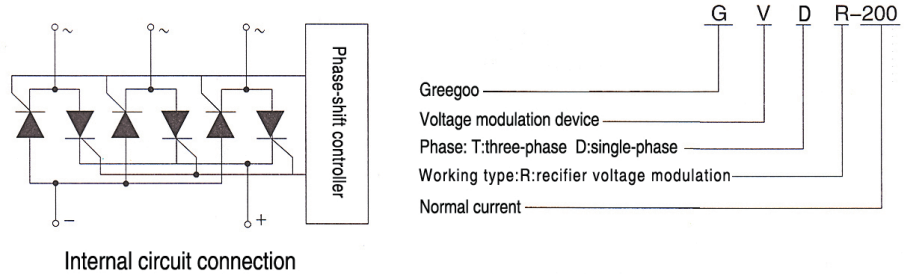 ∼ ∼ ∼
Phase-shift controller
− +
Internal circuit connection
G V D R-200
Greegoo
Voltage modulation device
Phase: T:three-phase D:single-phase
Working type:R:recifier voltage modulation
Normal current